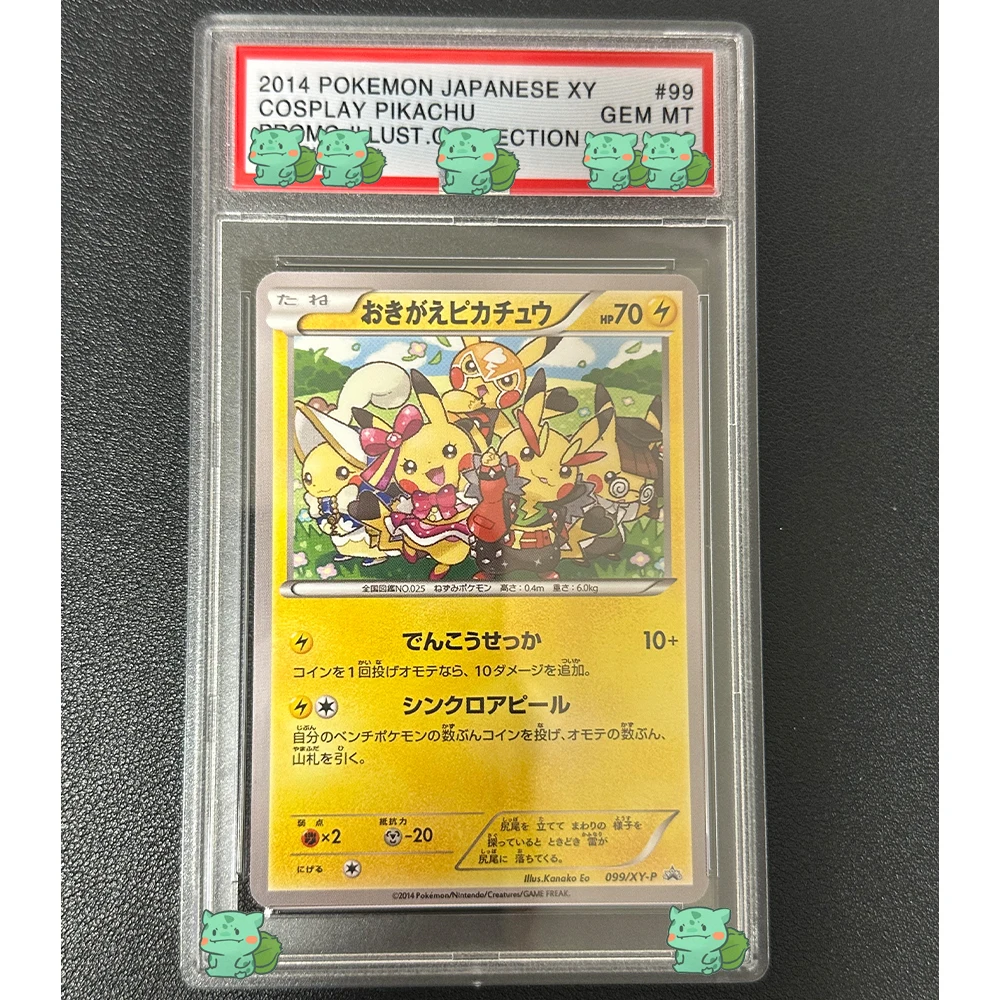 2014 POKEMON JAPANESE XY #99
COSPLAY PIKACHU GEM MT
たね おきがえピカチュウ HP70
全国図鑑NO.025 ねずみポケモン 高さ:0.4m 重さ:6.0kg
でんこうせっか 10+
コインを1回投げオモテなら、10ダメージを追加。
シンクロアピール
自分のベンチポケモンの数ぶんコインを投げ、オモテの数ぶん、
山札を引く。
弱点 抵抗力
×2 -20
にげる
尻尾を 立てて まわりの 様子を
探っていると ときどき 雷が
尻尾に 落ちてくる。
Illus.Kanako Eo 099/XY-P
©2014 Pokémon/Nintendo/Creatures/GAME FREAK.